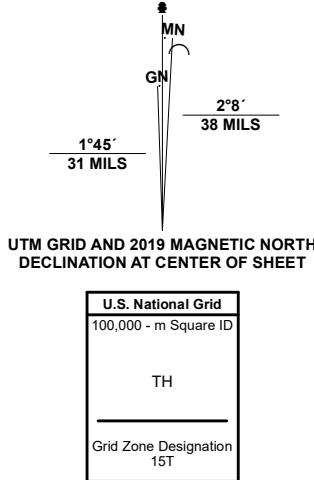 MN
GN
2°8´
38 MILS
1°45´
31 MILS
UTM GRID AND 2019 MAGNETIC NORTH
DECLINATION AT CENTER OF SHEET
U.S. National Grid
100,000 - m Square ID
TH
Grid Zone Designation
15T